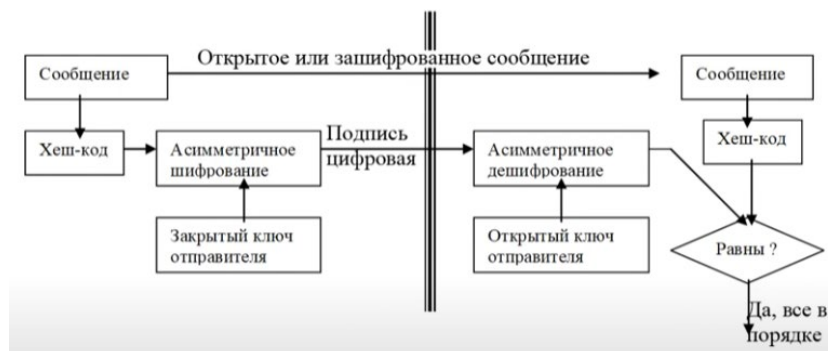 Открытое или зашифрованное сообщение
Сообщение
Сообщение
Хеш-код
Асимметричное
шифрование
Подпись
цифровая
Асимметричное
дешифрование
Хеш-код
Закрытый ключ
отправителя
Открытый ключ
отправителя
Равны ?
Да, все в
порядке